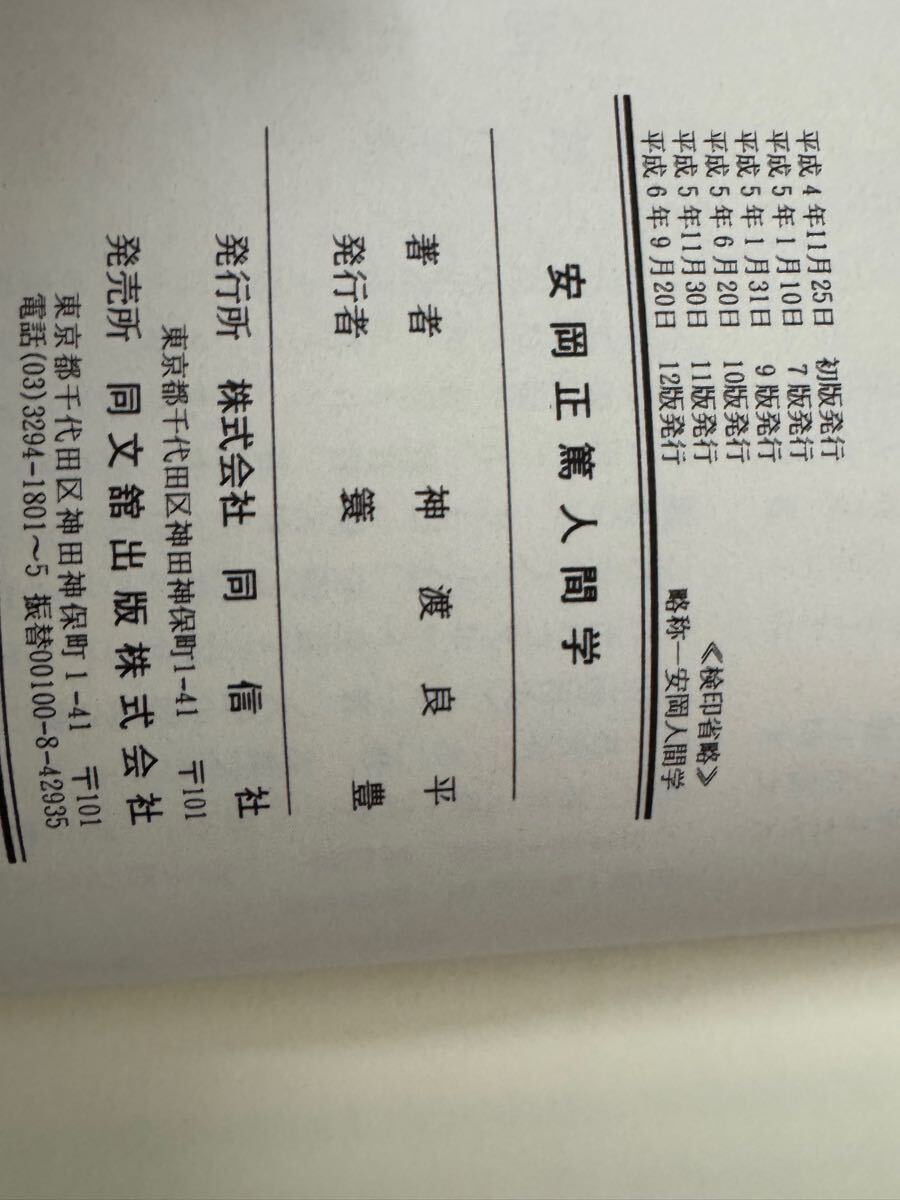 平成4年11月25日 初版発行
平成5年1月10日 7版発行
平成5年1月31日 9版発行
平成5年6月20日 10版発行
平成5年11月30日 11版発行
平成6年9月20日 12版発行
《検印省略》
略称―安岡人間学
安岡正篤人間学
著者 神渡良平
発行者 簑 豊
発行所 株式会社 同信社
東京都千代田区神田神保町1-41 〒101
発売所 同文舘出版株式会社
東京都千代田区神田神保町1-41 〒101
電話(03)3294-1801〜5 振替00100-8-42935